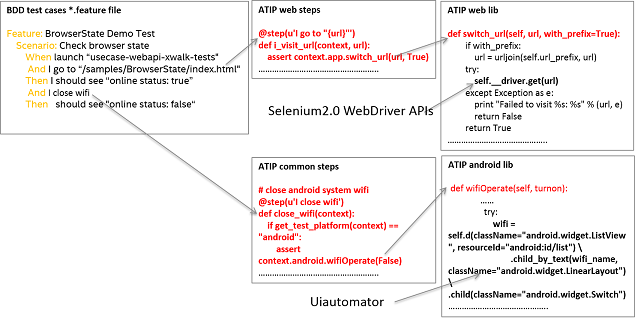 BDD test cases *.feature file
Feature: BrowserState Demo Test
Scenario: Check browser state
When launch "usecase-webapi-xwalk-tests"
And I go to "/samples/BrowserState/index.html"
Then I should see "online status: true"
And I close wifi
Then I should see "online status: false"
ATIP web steps
@step(u'I go to "{url}"')
def i_visit_url(context, url):
assert context.app.switch_url(url, True)
................................................
ATIP web lib
def switch_url(self, url, with_prefix=True):
if with_prefix:
url = urljoin(self.url_prefix, url)
try:
self.__driver.get(url)
except Exception as e:
print "Failed to visit %s: %s" % (url, e)
return False
return True
........................................
Selenium2.0 WebDriver APIs
ATIP common steps
# close android system wifi
@step(u'I close wifi')
def close_wifi(context):
if get_test_platform(context) ==
"android":
assert
context.android.wifiOperate(False)
................................................
ATIP android lib
def wifiOperate(self, turnon):
......
try:
wifi =
self.d(className="android.widget.ListView
", resourceId="android:id/list") \
.child_by_text(wifi_name,
className="android.widget.LinearLayout")
\
.child(className="android.widget.Switch")
........................................
Uiautomator